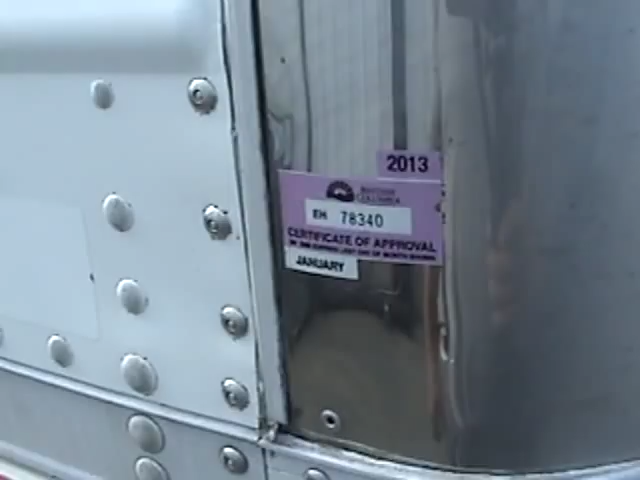 2013
BRITISH
COLUMBIA
EH 78340
CERTIFICATE OF APPROVAL
JANUARY